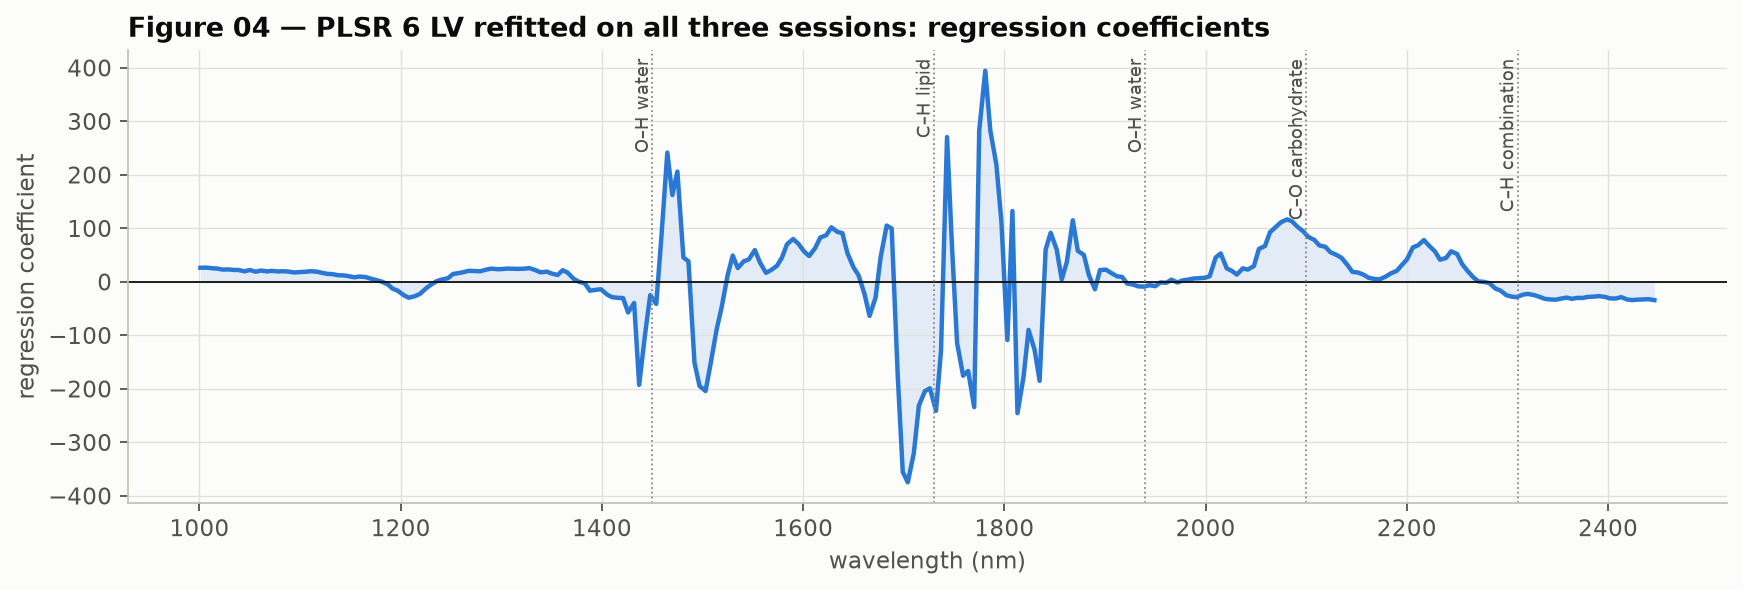 Figure 04 — PLSR 6 LV refitted on all three sessions: regression coefficients
regression coefficient
400
300
200
100
0
−100
−200
−300
−400
O–H water
C–H lipid
O–H water
C–O carbohydrate
C–H combination
1000 1200 1400 1600 1800 2000 2200 2400
wavelength (nm)